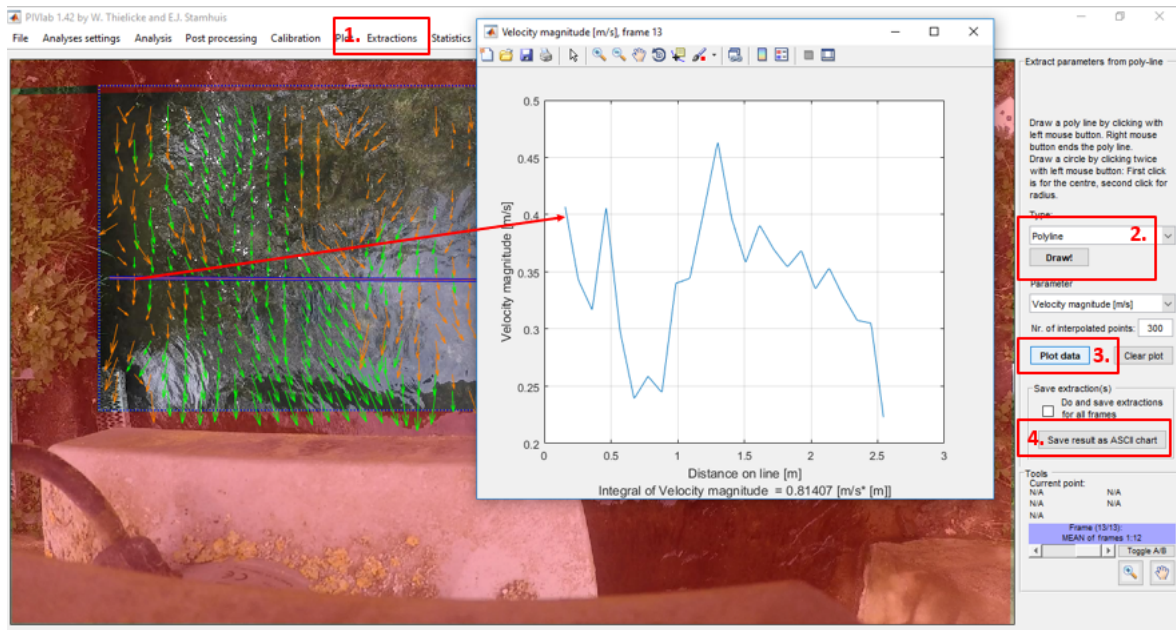 PIVlab 1.42 by W. Thielicke and E.J. Stamhuis
File Analyses settings Analysis Post processing Calibration Plot Extractions Statistics
1.
Velocity magnitude [m/s], frame 13
0.5
0.45
0.4
0.35
0.3
0.25
0.2
Velocity magnitude [m/s]
0 0.5 1 1.5 2 2.5 3
Distance on line [m]
Integral of Velocity magnitude = 0.81407 [m/s* [m]]
Extract parameters from poly-line
Draw a poly line by clicking with
left mouse button. Right mouse
button ends the poly line.
Draw a circle by clicking twice
with left mouse button: First click
is for the centre, second click for
radius.
Type:
Polyline
2.
Draw!
Parameter
Velocity magnitude [m/s]
Nr. of interpolated points: 300
Plot data 3. Clear plot
Save extraction(s)
Do and save extractions
for all frames
4. Save result as ASCII chart
Tools
Current point:
N/A N/A
N/A N/A
N/A
Frame (13/13):
MEAN of frames 1:12
Toggle A/B